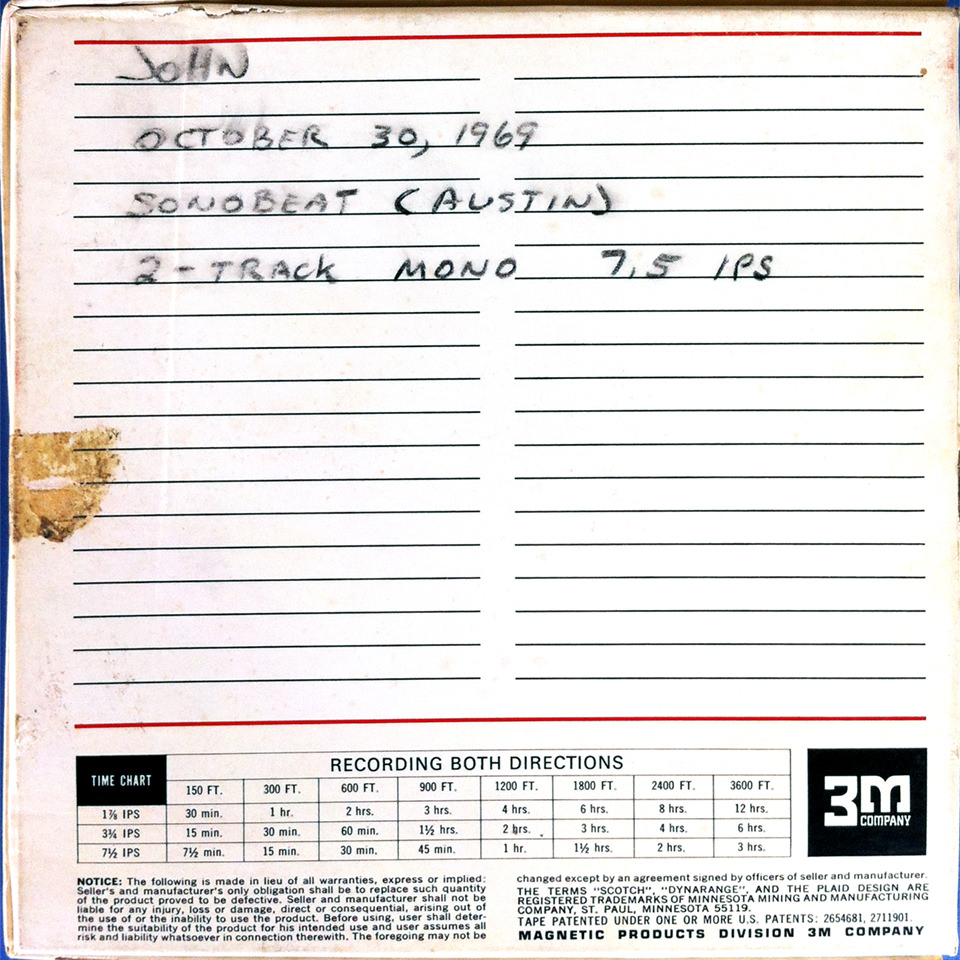 JOHN
OCTOBER 30, 1969
SONOBEAT (AUSTIN)
2-TRACK MONO 7.5 IPS
TIME CHART
RECORDING BOTH DIRECTIONS
150 FT. 300 FT. 600 FT. 900 FT. 1200 FT. 1800 FT. 2400 FT. 3600 FT.
1⅞ IPS 30 min. 1 hr. 2 hrs. 3 hrs. 4 hrs. 6 hrs. 8 hrs. 12 hrs.
3¾ IPS 15 min. 30 min. 60 min. 1½ hrs. 2 hrs. 3 hrs. 4 hrs. 6 hrs.
7½ IPS 7½ min. 15 min. 30 min. 45 min. 1 hr. 1½ hrs. 2 hrs. 3 hrs.
3M
COMPANY
NOTICE: The following is made in lieu of all warranties, express or implied:
Seller's and manufacturer's only obligation shall be to replace such quantity
of the product proved to be defective. Seller and manufacturer shall not be
liable for any injury, loss or damage, direct or consequential, arising out of
the use of or the inability to use the product. Before using, user shall deter-
mine the suitability of the product for his intended use and user assumes all
risk and liability whatsoever in connection therewith. The foregoing may not be
changed except by an agreement signed by officers of seller and manufacturer.
THE TERMS "SCOTCH", "DYNARANGE", AND THE PLAID DESIGN ARE
REGISTERED TRADEMARKS OF MINNESOTA MINING AND MANUFACTURING
COMPANY, ST. PAUL, MINNESOTA 55119.
TAPE PATENTED UNDER ONE OR MORE U.S. PATENTS: 2654681, 2711901.
MAGNETIC PRODUCTS DIVISION 3M COMPANY